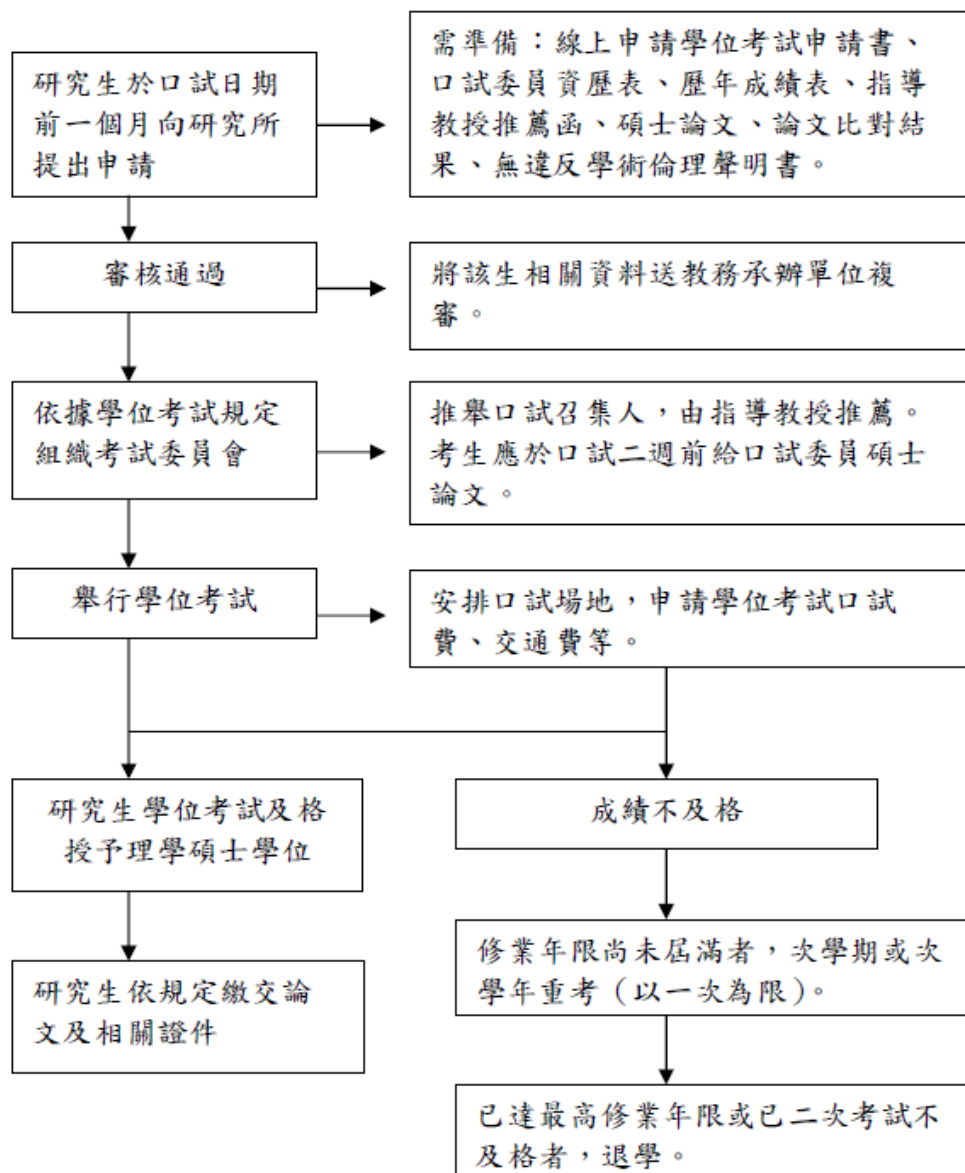 研究生於口試日期
前一個月向研究所
提出申請
需準備：線上申請學位考試申請書、
口試委員資歷表、歷年成績表、指導
教授推薦函、碩士論文、論文比對結
果、無違反學術倫理聲明書。
審核通過
將該生相關資料送教務承辦單位複
審。
依據學位考試規定
組織考試委員會
推舉口試召集人，由指導教授推薦。
考生應於口試二週前給口試委員碩士
論文。
舉行學位考試
安排口試場地，申請學位考試口試
費、交通費等。
研究生學位考試及格
授予理學碩士學位
成績不及格
研究生依規定繳交論
文及相關證件
修業年限尚未屆滿者，次學期或次
學年重考（以一次為限）。
已達最高修業年限或已二次考試不
及格者，退學。